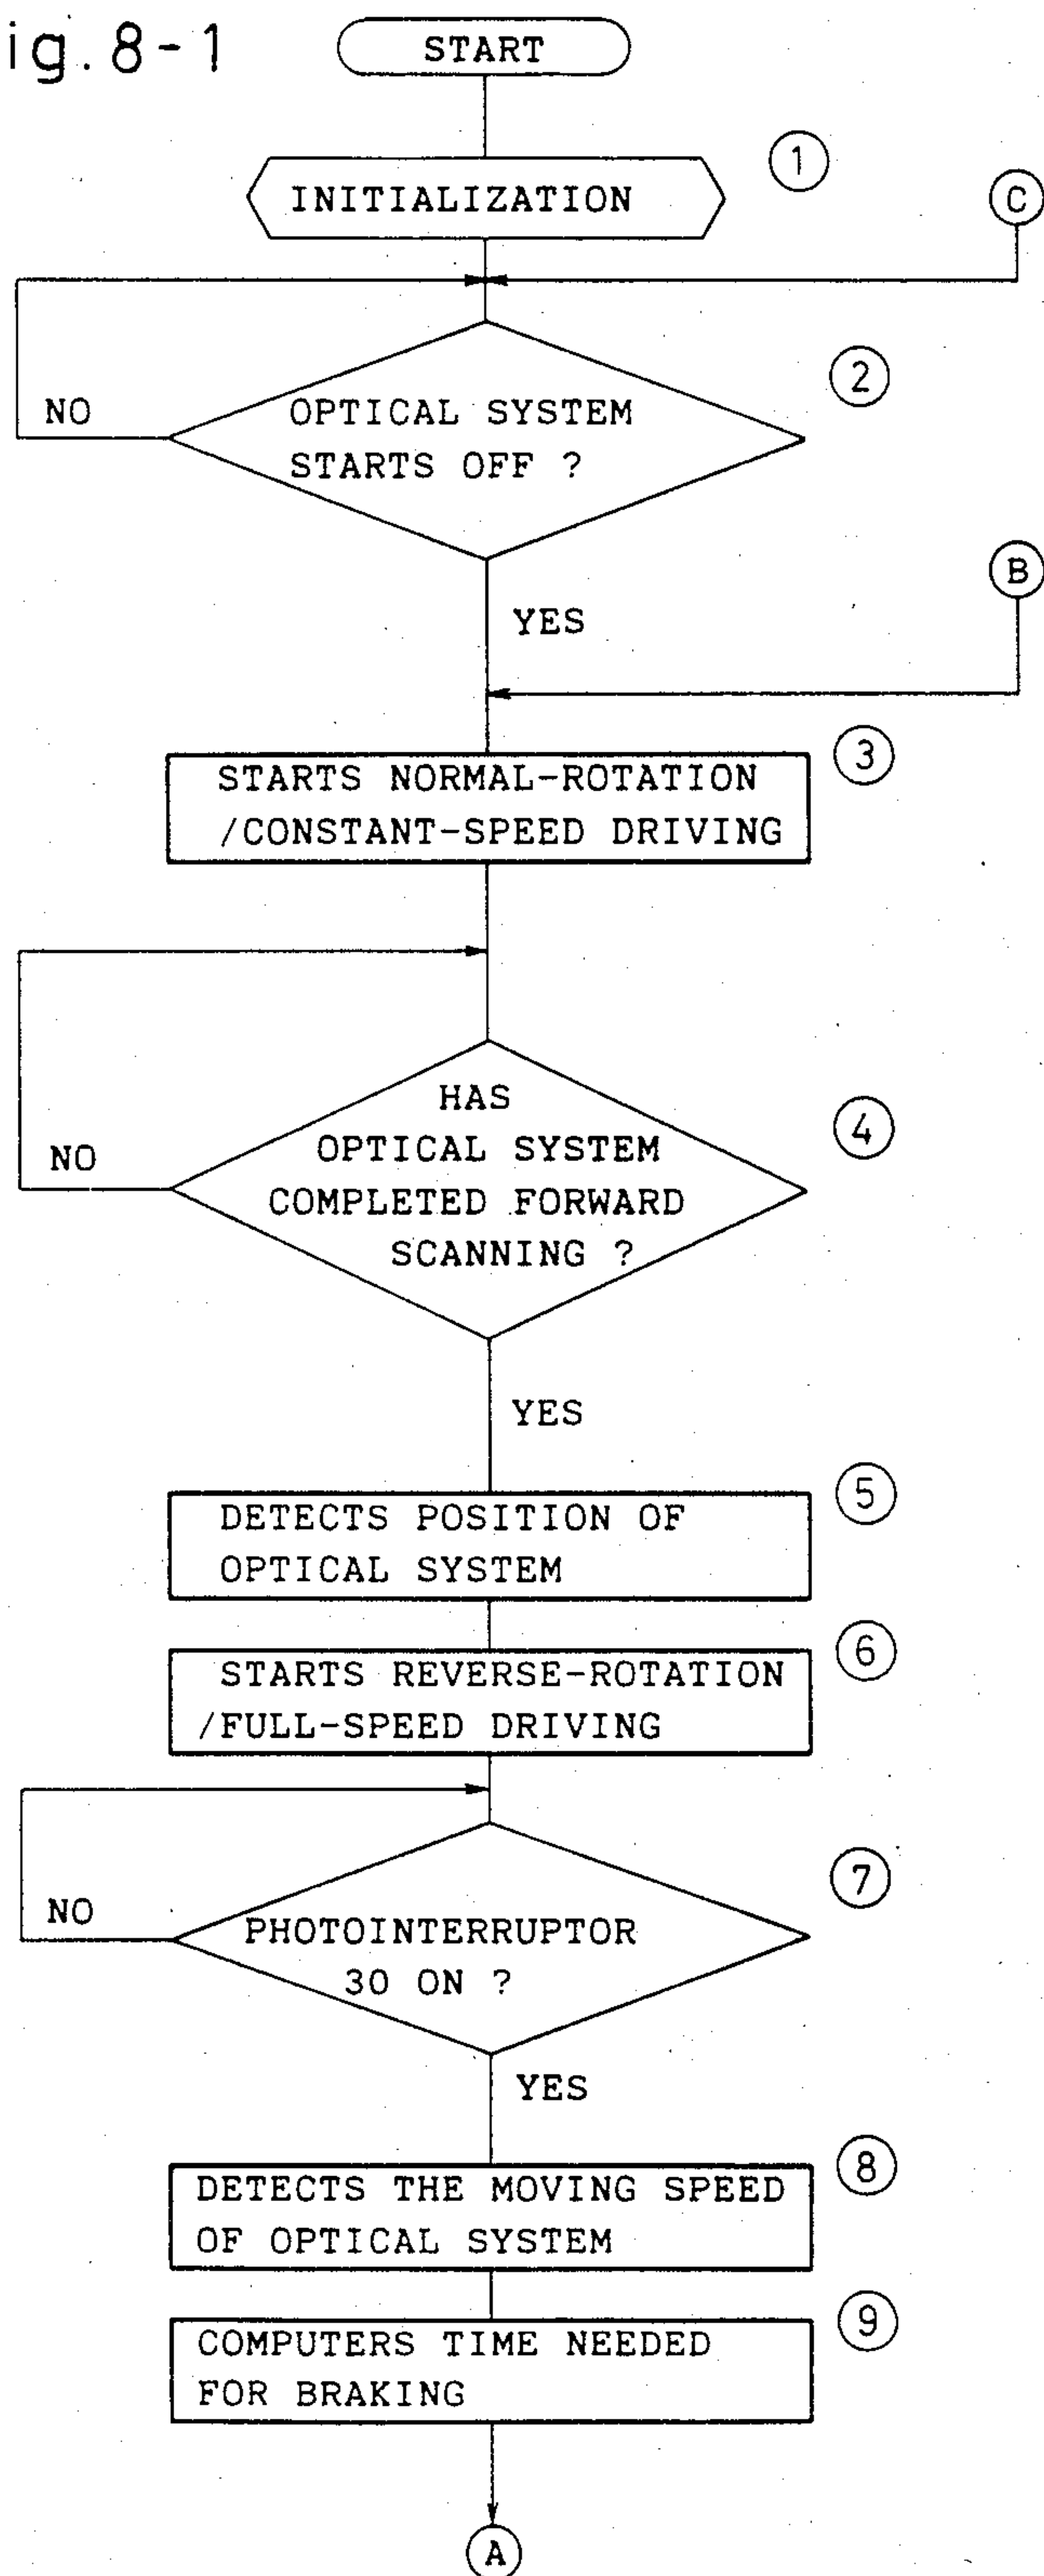 ig. 8-1
START
INITIALIZATION
1
C
2
NO
OPTICAL SYSTEM
STARTS OFF ?
B
YES
3
STARTS NORMAL-ROTATION
/CONSTANT-SPEED DRIVING
HAS
4
NO
OPTICAL SYSTEM
COMPLETED FORWARD
SCANNING ?
YES
5
DETECTS POSITION OF
OPTICAL SYSTEM
6
STARTS REVERSE-ROTATION
/FULL-SPEED DRIVING
7
NO
PHOTOINTERRUPTOR
30 ON ?
YES
8
DETECTS THE MOVING SPEED
OF OPTICAL SYSTEM
9
COMPUTERS TIME NEEDED
FOR BRAKING
A